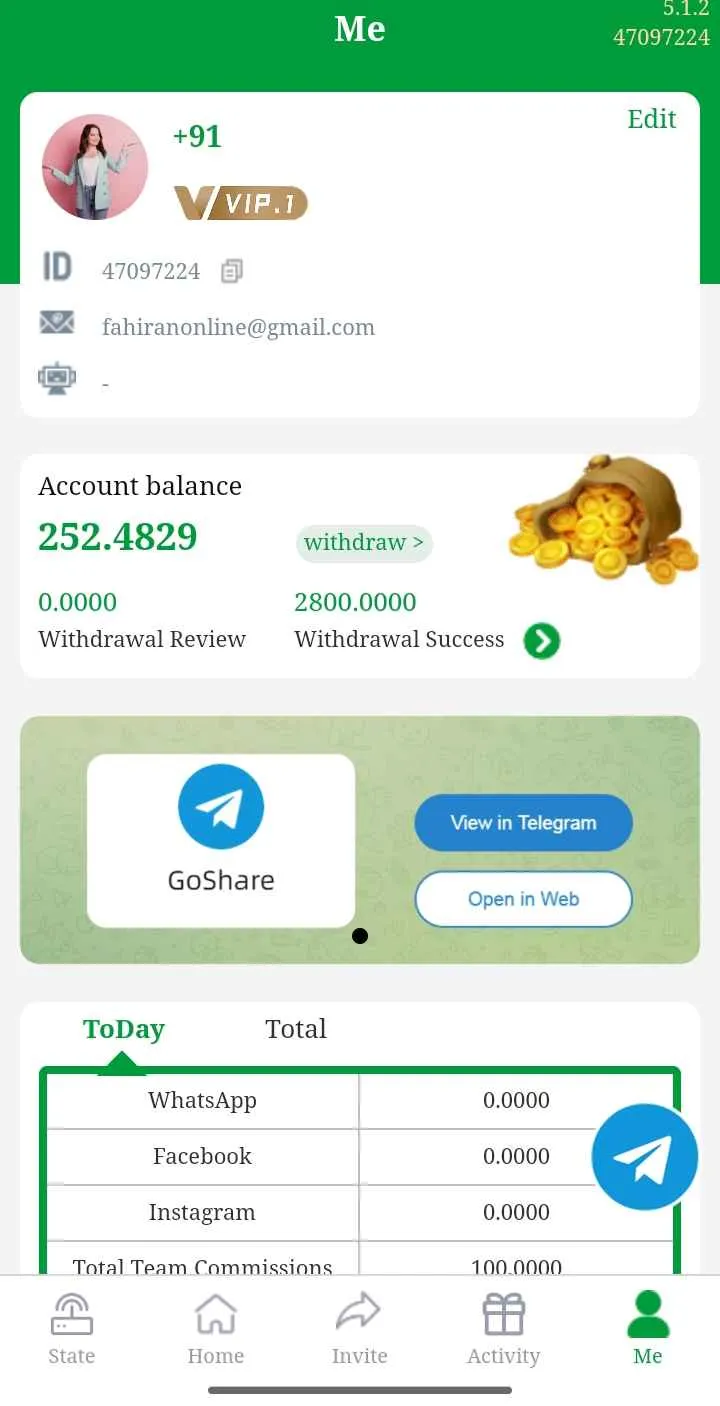 5.1.2
Me
47097224
+91
Edit
VIP.1
ID 47097224
fahiranonline@gmail.com
-
Account balance
252.4829 withdraw >
0.0000 2800.0000
Withdrawal Review Withdrawal Success
GoShare
View in Telegram
Open in Web
ToDay Total
WhatsApp 0.0000
Facebook 0.0000
Instagram 0.0000
Total Team Commissions 100.0000
State Home Invite Activity Me